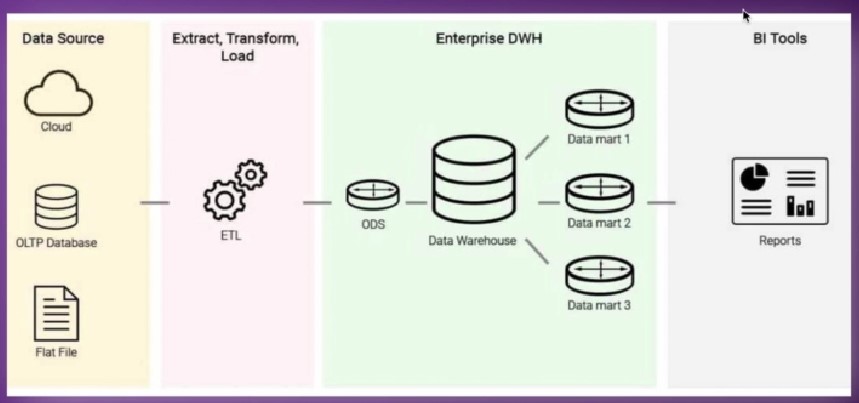 Data Source
Cloud
OLTP Database
Flat File
Extract, Transform,
Load
ETL
Enterprise DWH
ODS
Data Warehouse
Data mart 1
Data mart 2
Data mart 3
BI Tools
Reports